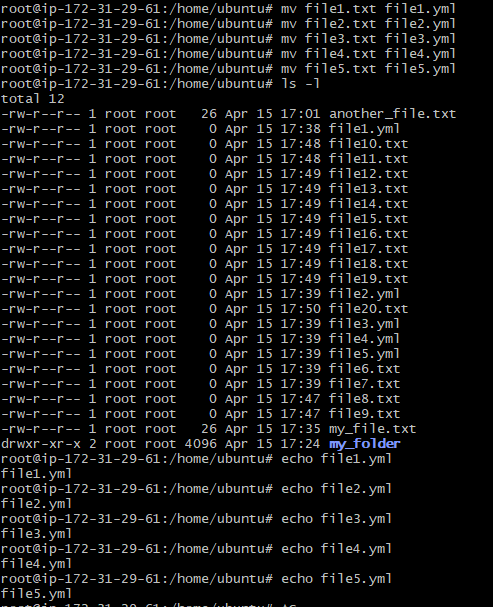 root@ip-172-31-29-61:/home/ubuntu# mv file1.txt file1.yml
root@ip-172-31-29-61:/home/ubuntu# mv file2.txt file2.yml
root@ip-172-31-29-61:/home/ubuntu# mv file3.txt file3.yml
root@ip-172-31-29-61:/home/ubuntu# mv file4.txt file4.yml
root@ip-172-31-29-61:/home/ubuntu# mv file5.txt file5.yml
root@ip-172-31-29-61:/home/ubuntu# ls -l
total 12
-rw-r--r-- 1 root root   26 Apr 15 17:01 another_file.txt
-rw-r--r-- 1 root root    0 Apr 15 17:38 file1.yml
-rw-r--r-- 1 root root    0 Apr 15 17:48 file10.txt
-rw-r--r-- 1 root root    0 Apr 15 17:48 file11.txt
-rw-r--r-- 1 root root    0 Apr 15 17:49 file12.txt
-rw-r--r-- 1 root root    0 Apr 15 17:49 file13.txt
-rw-r--r-- 1 root root    0 Apr 15 17:49 file14.txt
-rw-r--r-- 1 root root    0 Apr 15 17:49 file15.txt
-rw-r--r-- 1 root root    0 Apr 15 17:49 file16.txt
-rw-r--r-- 1 root root    0 Apr 15 17:49 file17.txt
-rw-r--r-- 1 root root    0 Apr 15 17:49 file18.txt
-rw-r--r-- 1 root root    0 Apr 15 17:49 file19.txt
-rw-r--r-- 1 root root    0 Apr 15 17:39 file2.yml
-rw-r--r-- 1 root root    0 Apr 15 17:50 file20.txt
-rw-r--r-- 1 root root    0 Apr 15 17:39 file3.yml
-rw-r--r-- 1 root root    0 Apr 15 17:39 file4.yml
-rw-r--r-- 1 root root    0 Apr 15 17:39 file5.yml
-rw-r--r-- 1 root root    0 Apr 15 17:39 file6.txt
-rw-r--r-- 1 root root    0 Apr 15 17:39 file7.txt
-rw-r--r-- 1 root root    0 Apr 15 17:47 file8.txt
-rw-r--r-- 1 root root    0 Apr 15 17:47 file9.txt
-rw-r--r-- 1 root root   26 Apr 15 17:35 my_file.txt
drwxr-xr-x 2 root root 4096 Apr 15 17:24 my_folder
root@ip-172-31-29-61:/home/ubuntu# echo file1.yml
file1.yml
root@ip-172-31-29-61:/home/ubuntu# echo file2.yml
file2.yml
root@ip-172-31-29-61:/home/ubuntu# echo file3.yml
file3.yml
root@ip-172-31-29-61:/home/ubuntu# echo file4.yml
file4.yml
root@ip-172-31-29-61:/home/ubuntu# echo file5.yml
file5.yml